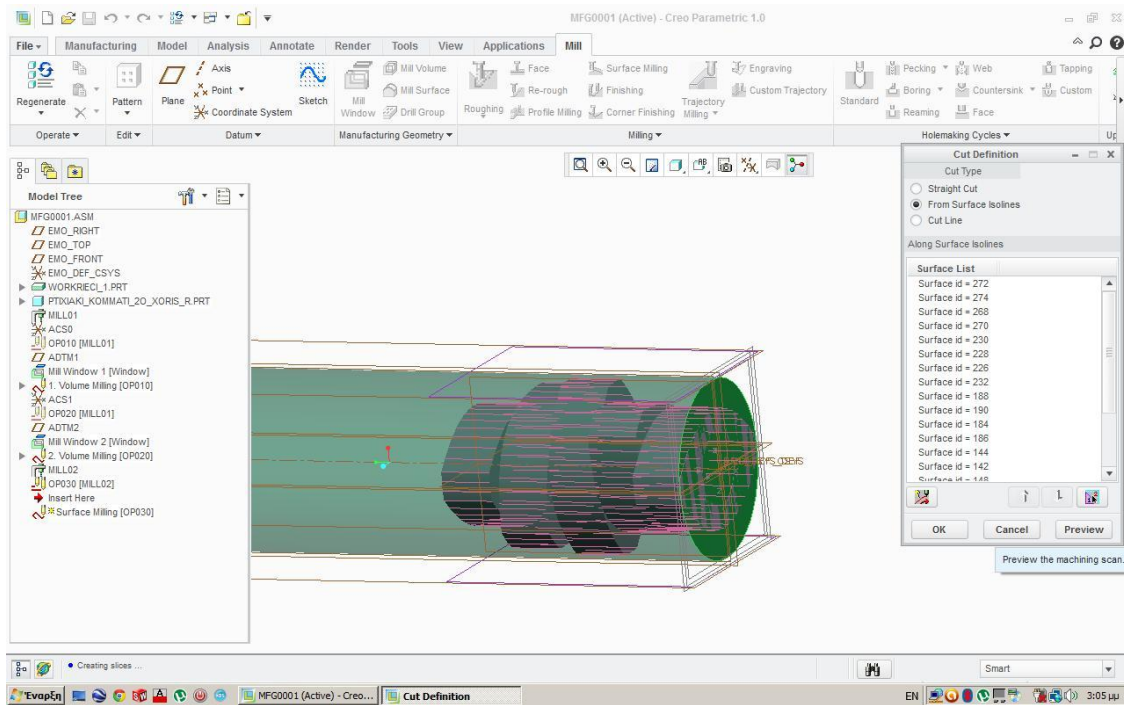 MFG0001 (Active) - Creo Parametric 1.0
File Manufacturing Model Analysis Annotate Render Tools View Applications Mill
Regenerate
Pattern
Plane
Axis
Point
Coordinate System
Sketch
Mill Window
Mill Volume
Mill Surface
Drill Group
Roughing
Face
Re-rough
Profile Milling
Surface Milling
Finishing
Corner Finishing
Trajectory Milling
Engraving
Custom Trajectory
Standard
Pecking
Boring
Reaming
Web
Countersink
Face
Tapping
Custom
Operate Edit Datum Manufacturing Geometry Milling Holemaking Cycles
Model Tree
MFG0001.ASM
EMO_RIGHT
EMO_TOP
EMO_FRONT
EMO_DEF_CSYS
WORKRIECI_1.PRT
PTIXIAKI_KOMMATI_2O_XORIS_R.PRT
MILL01
ACS0
OP010 [MILL01]
ADTM1
Mill Window 1 [Window]
1. Volume Milling [OP010]
ACS1
OP020 [MILL01]
ADTM2
Mill Window 2 [Window]
2. Volume Milling [OP020]
MILL02
OP030 [MILL02]
Insert Here
Surface Milling [OP030]
Cut Definition
Cut Type
Straight Cut
From Surface Isolines
Cut Line
Along Surface Isolines
Surface List
Surface id = 272
Surface id = 274
Surface id = 268
Surface id = 270
Surface id = 230
Surface id = 228
Surface id = 226
Surface id = 232
Surface id = 188
Surface id = 190
Surface id = 184
Surface id = 186
Surface id = 144
Surface id = 142
Surface id = 148
OK Cancel Preview
Preview the machining scan.
Creating slices ...
Smart
Έναρξη
MFG0001 (Active) - Creo...
Cut Definition
EN
3:05 μμ